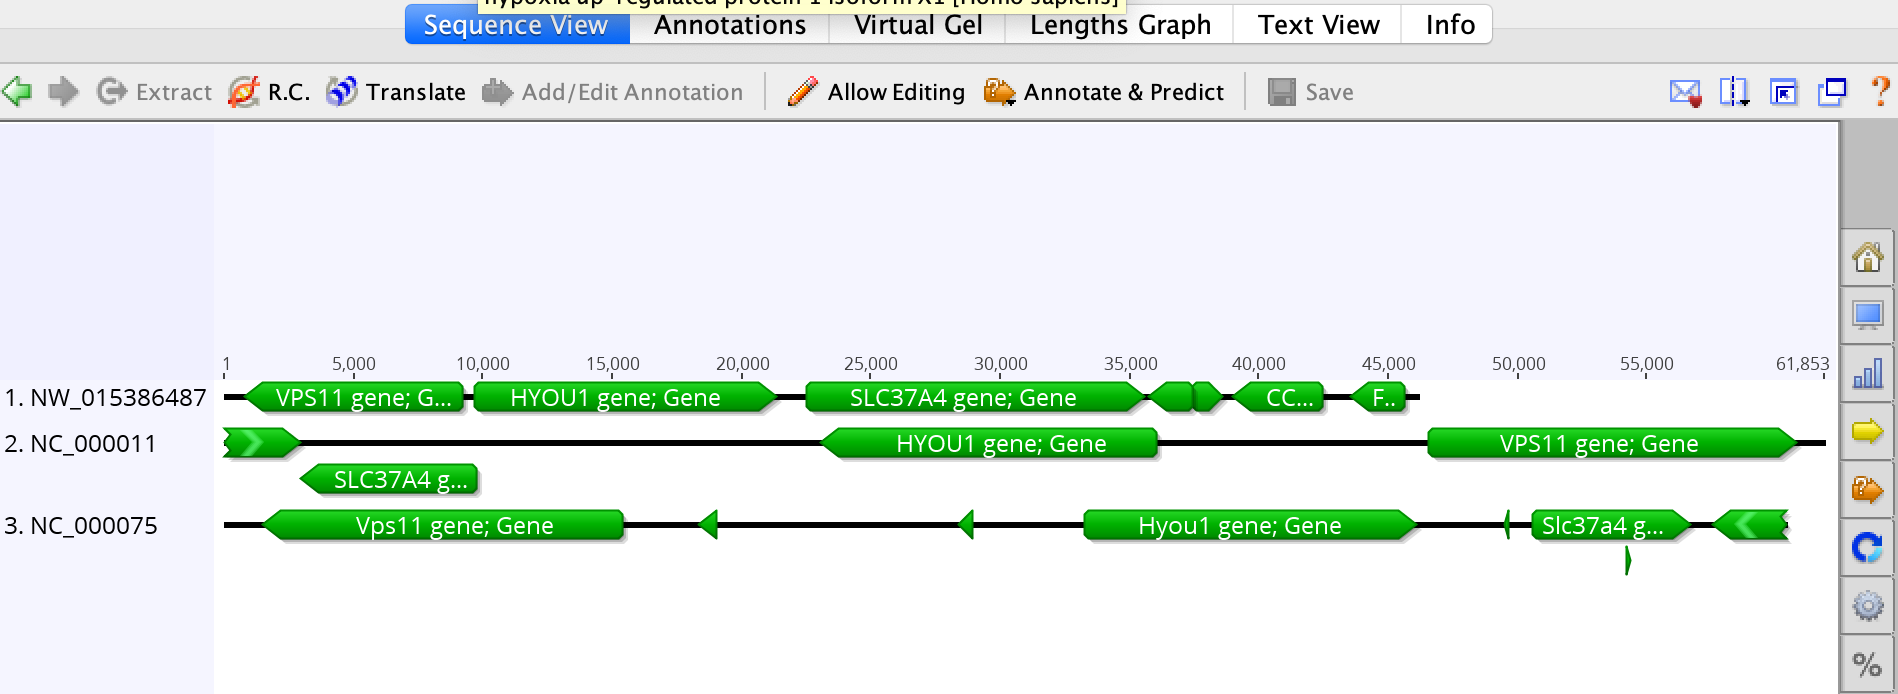 hypoxia up-regulated protein 1 isoform X1 [Homo sapiens]
Sequence View Annotations Virtual Gel Lengths Graph Text View Info
Extract R.C. Translate Add/Edit Annotation Allow Editing Annotate & Predict Save ?
1 5,000 10,000 15,000 20,000 25,000 30,000 35,000 40,000 45,000 50,000 55,000 61,853
1. NW_015386487 VPS11 gene; G... HYOU1 gene; Gene SLC37A4 gene; Gene CC... F..
2. NC_000011 HYOU1 gene; Gene VPS11 gene; Gene
SLC37A4 g...
3. NC_000075 Vps11 gene; Gene Hyou1 gene; Gene Slc37a4 g...
%